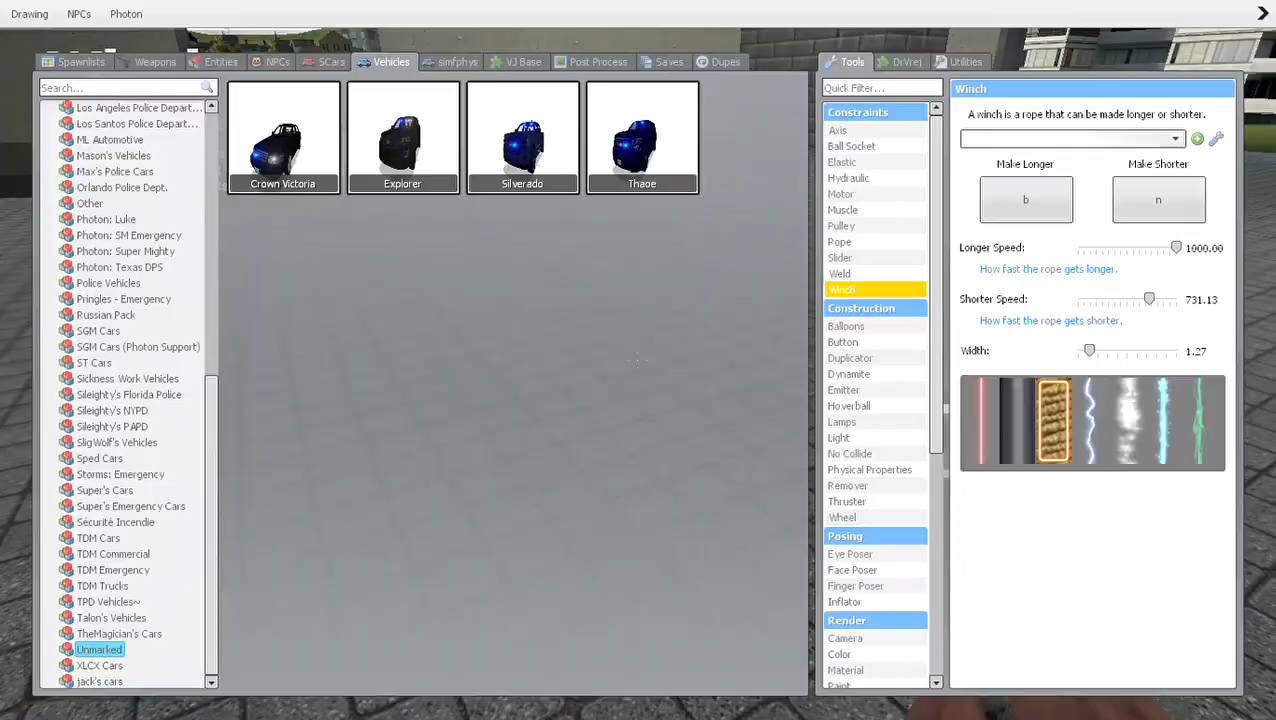 Drawing NPCs Photon
Spawnlists Weapons Entities NPCs SCars Vehicles simfphys VJ Base Post Process Saves Dupes
Search...
Los Angeles Police Depart...
Los Santos Police Depart...
ML Automotive
Mason's Vehicles
Max's Police Cars
Orlando Police Dept.
Other
Photon: Luke
Photon: SM Emergency
Photon: Super Mighty
Photon: Texas DPS
Police Vehicles
Pringles - Emergency
Russian Pack
SGM Cars
SGM Cars (Photon Support)
ST Cars
Sickness Work Vehicles
Sileighty's Florida Police
Sileighty's NYPD
Sileighty's PAPD
SligWolf's Vehicles
Sped Cars
Storms: Emergency
Super's Cars
Super's Emergency Cars
Sécurité Incendie
TDM Cars
TDM Commercial
TDM Emergency
TDM Trucks
TPD Vehicles~
Talon's Vehicles
TheMagician's Cars
Unmarked
XLCX Cars
jack's cars
Crown Victoria Explorer Silverado Thaoe
Tools DrVrej Utilities
Quick Filter...
Constraints
Axis
Ball Socket
Elastic
Hydraulic
Motor
Muscle
Pulley
Rope
Slider
Weld
Winch
Construction
Balloons
Button
Duplicator
Dynamite
Emitter
Hoverball
Lamps
Light
No Collide
Physical Properties
Remover
Thruster
Wheel
Posing
Eye Poser
Face Poser
Finger Poser
Inflator
Render
Camera
Color
Material
Paint
Winch
A winch is a rope that can be made longer or shorter.
Make Longer Make Shorter
b n
Longer Speed: 1000.00
How fast the rope gets longer.
Shorter Speed: 731.13
How fast the rope gets shorter.
Width: 1.27